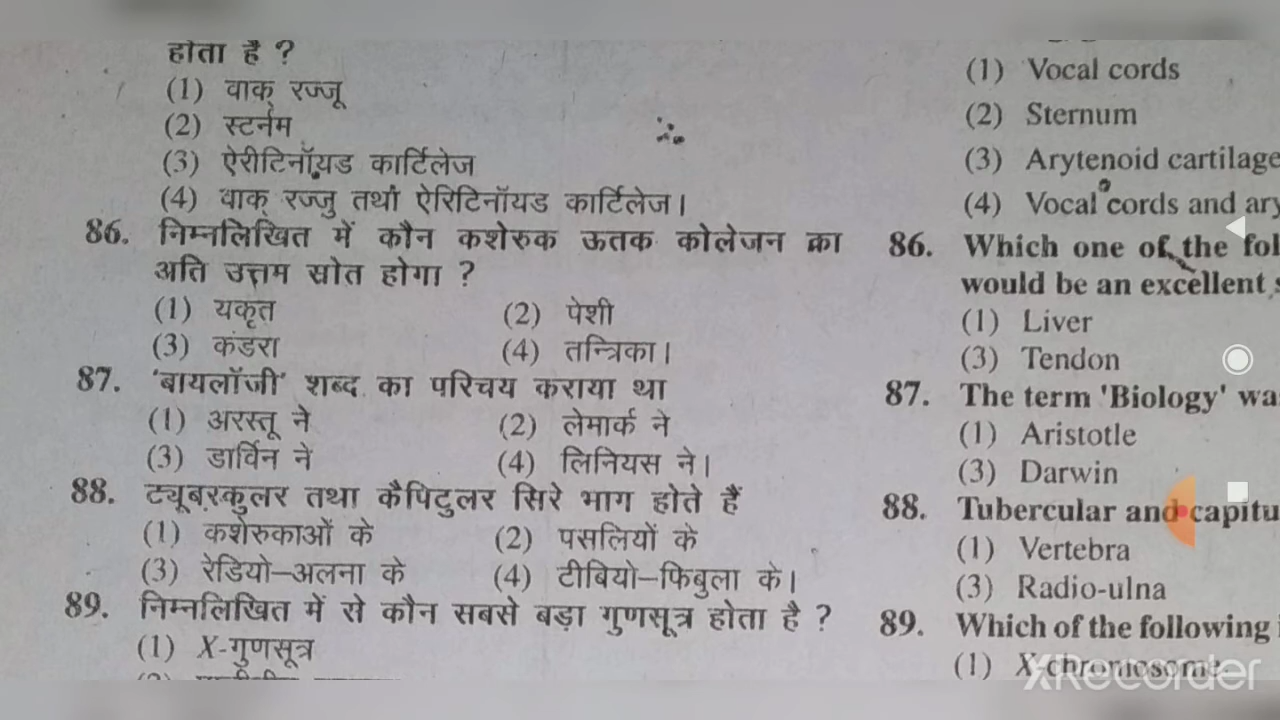 होता है ?
(1) वाक् रज्जू
(2) स्टर्नम
(3) ऐरीटिनॉयड कार्टिलेज
(4) वाक् रज्जु तथा ऐरिटिनॉयड कार्टिलेज।
86. निम्नलिखित में कौन कशेरुक ऊतक कोलेजन का
अति उत्तम स्रोत होगा ?
(1) यकृत (2) पेशी
(3) कंडरा (4) तन्त्रिका।
87. 'बायलॉजी' शब्द का परिचय कराया था
(1) अरस्तू ने (2) लेमार्क ने
(3) डार्विन ने (4) लिनियस ने।
88. ट्यूबरकुलर तथा कैपिटुलर सिरे भाग होते हैं
(1) कशेरुकाओं के (2) पसलियों के
(3) रेडियो–अलना के (4) टीबियो–फिबुला के।
89. निम्नलिखित में से कौन सबसे बड़ा गुणसूत्र होता है ?
(1) X-गुणसूत्र
(1) Vocal cords
(2) Sternum
(3) Arytenoid cartilage
(4) Vocal cords and ary
86. Which one of the fol
would be an excellent s
(1) Liver
(3) Tendon
87. The term 'Biology' wa
(1) Aristotle
(3) Darwin
88. Tubercular and capitu
(1) Vertebra
(3) Radio-ulna
89. Which of the following i
(1) X-chromosome
XRecorder